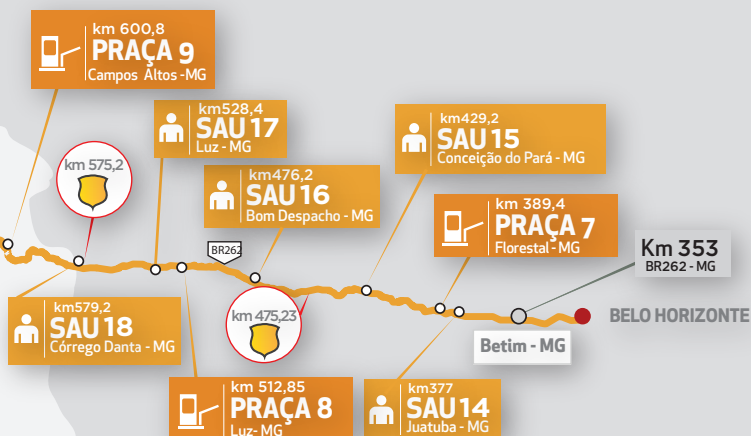 km 600,8
PRAÇA 9
Campos Altos -MG
km528,4
SAU 17
Luz - MG
km429,2
SAU 15
Conceição do Pará - MG
km 575,2
km476,2
SAU 16
Bom Despacho - MG
km 389,4
PRAÇA 7
Florestal - MG
Km 353
BR262 - MG
BR262
km579,2
SAU 18
Córrego Danta - MG
km 475,23
BELO HORIZONTE
Betim - MG
km 512,85
PRAÇA 8
Luz- MG
km377
SAU 14
Juatuba - MG